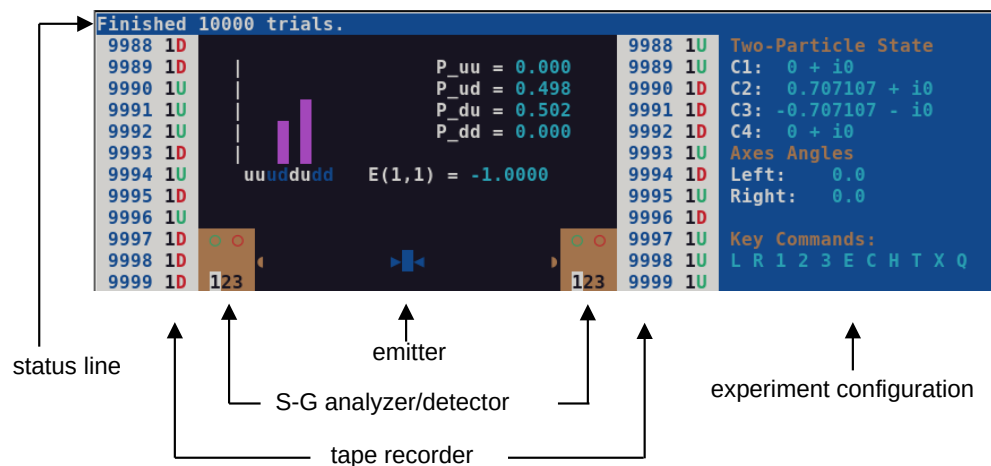 Finished 10000 trials.
9988 1D 9988 1U Two-Particle State
9989 1D | P_uu = 0.000 9989 1U C1: 0 + i0
9990 1U | P_ud = 0.498 9990 1D C2: 0.707107 + i0
9991 1U | P_du = 0.502 9991 1D C3: -0.707107 - i0
9992 1U | P_dd = 0.000 9992 1D C4: 0 + i0
9993 1D | 9993 1U Axes Angles
9994 1U uuuddudd E(1,1) = -1.0000 9994 1D Left: 0.0
9995 1D 9995 1U Right: 0.0
9996 1U 9996 1D
9997 1D 9997 1U Key Commands:
9998 1D 9998 1U L R 1 2 3 E C H T X Q
9999 1D 123 123 9999 1U
status line
emitter
experiment configuration
S-G analyzer/detector
tape recorder